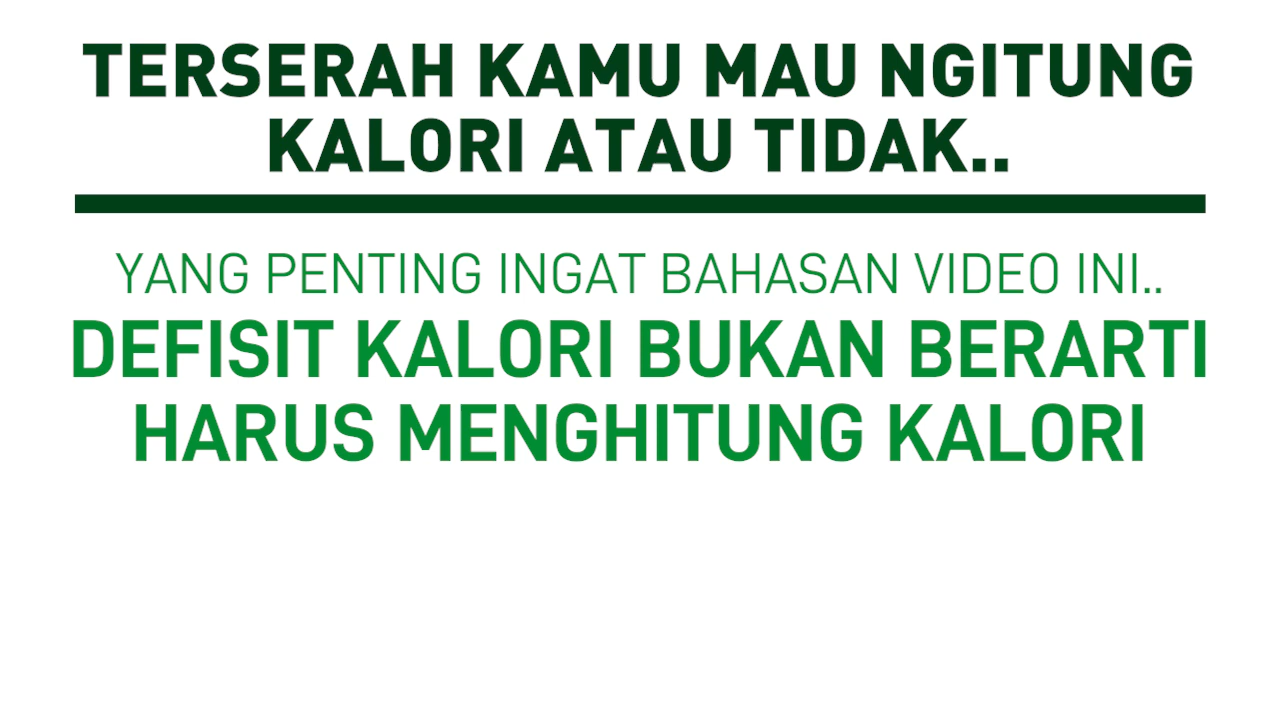 TERSERAH KAMU MAU NGITUNG
KALORI ATAU TIDAK..
YANG PENTING INGAT BAHASAN VIDEO INI..
DEFISIT KALORI BUKAN BERARTI
HARUS MENGHITUNG KALORI